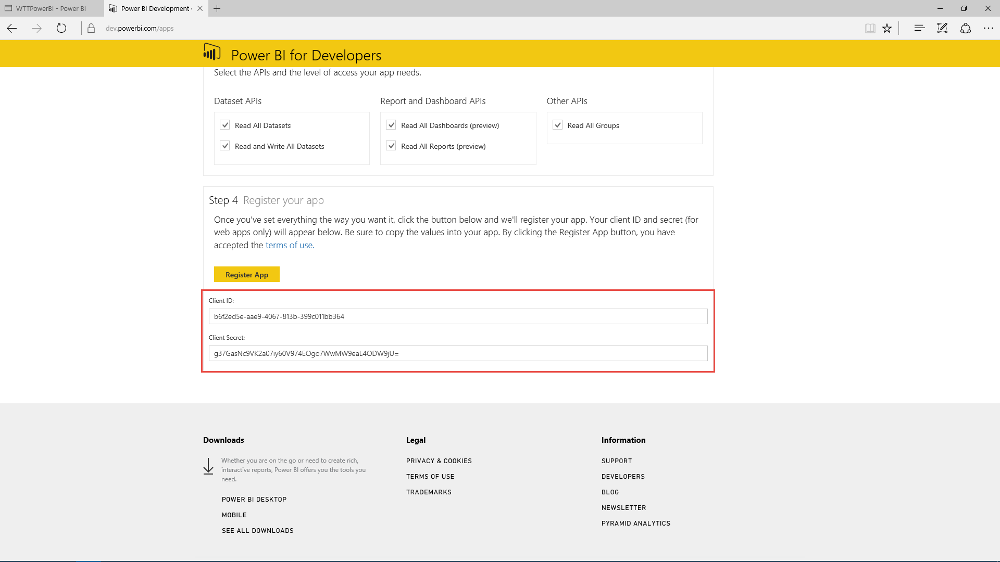 WTTPowerBI - Power BI
Power BI Development
dev.powerbi.com/apps
Power BI for Developers
Select the APIs and the level of access your app needs.
Dataset APIs
Read All Datasets
Read and Write All Datasets
Report and Dashboard APIs
Read All Dashboards (preview)
Read All Reports (preview)
Other APIs
Read All Groups
Step 4 Register your app
Once you've set everything the way you want it, click the button below and we'll register your app. Your client ID and secret (for
web apps only) will appear below. Be sure to copy the values into your app. By clicking the Register App button, you have
accepted the terms of use.
Register App
Client ID:
b6f2ed5e-aae9-4067-813b-399c011bb364
Client Secret:
g37GasNc9VK2a07iy60V974EOgo7WwMW9eaL4ODW9jU=
Downloads
Whether you are on the go or need to create rich,
interactive reports, Power BI offers you the tools you
need.
POWER BI DESKTOP
MOBILE
SEE ALL DOWNLOADS
Legal
PRIVACY & COOKIES
TERMS OF USE
TRADEMARKS
Information
SUPPORT
DEVELOPERS
BLOG
NEWSLETTER
PYRAMID ANALYTICS